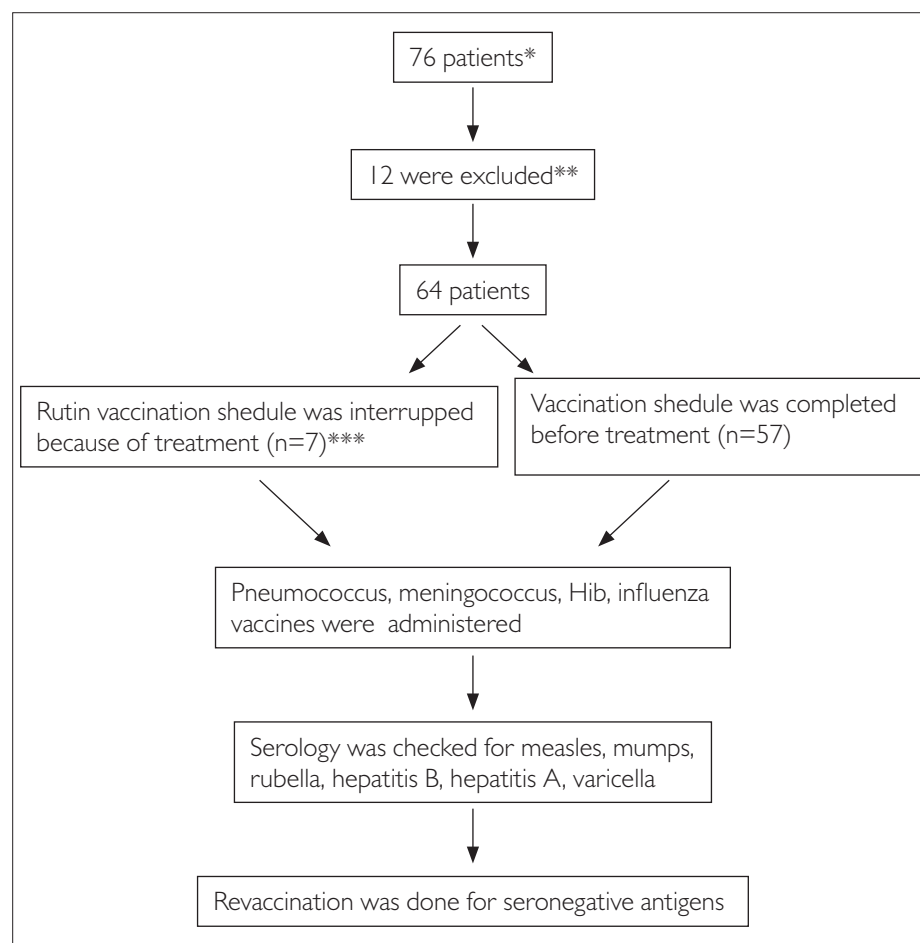 76 patients*
12 were excluded**
64 patients
Rutin vaccination shedule was interrupped
because of treatment (n=7)***
Vaccination shedule was completed
before treatment (n=57)
Pneumococcus, meningococcus, Hib, influenza
vaccines were administered
Serology was checked for measles, mumps,
rubella, hepatitis B, hepatitis A, varicella
Revaccination was done for seronegative antigens